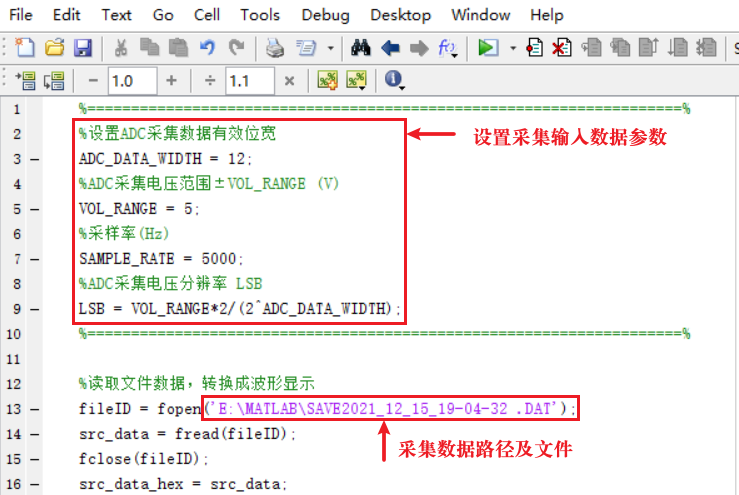 File Edit Text Go Cell Tools Debug Desktop Window Help
1.0 1.1
1 %====================================================================%
2 %设置ADC采集数据有效位宽
设置采集输入数据参数
3 - ADC_DATA_WIDTH = 12;
4 %ADC采集电压范围±VOL_RANGE (V)
5 - VOL_RANGE = 5;
6 %采样率(Hz)
7 - SAMPLE_RATE = 5000;
8 %ADC采集电压分辨率 LSB
9 - LSB = VOL_RANGE*2/(2^ADC_DATA_WIDTH);
10 %====================================================================%
11
12 %读取文件数据，转换成波形显示
13 - fileID = fopen('E:\MATLAB\SAVE2021_12_15_19-04-32 .DAT');
14 - src_data = fread(fileID);
采集数据路径及文件
15 - fclose(fileID);
16 - src_data_hex = src_data;